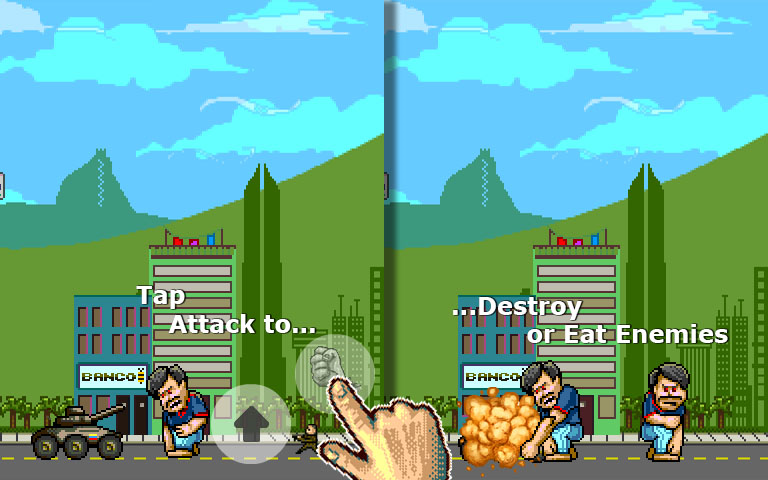 Tap
Attack to...
BANCO
...Destroy
or Eat Enemies
BANCO